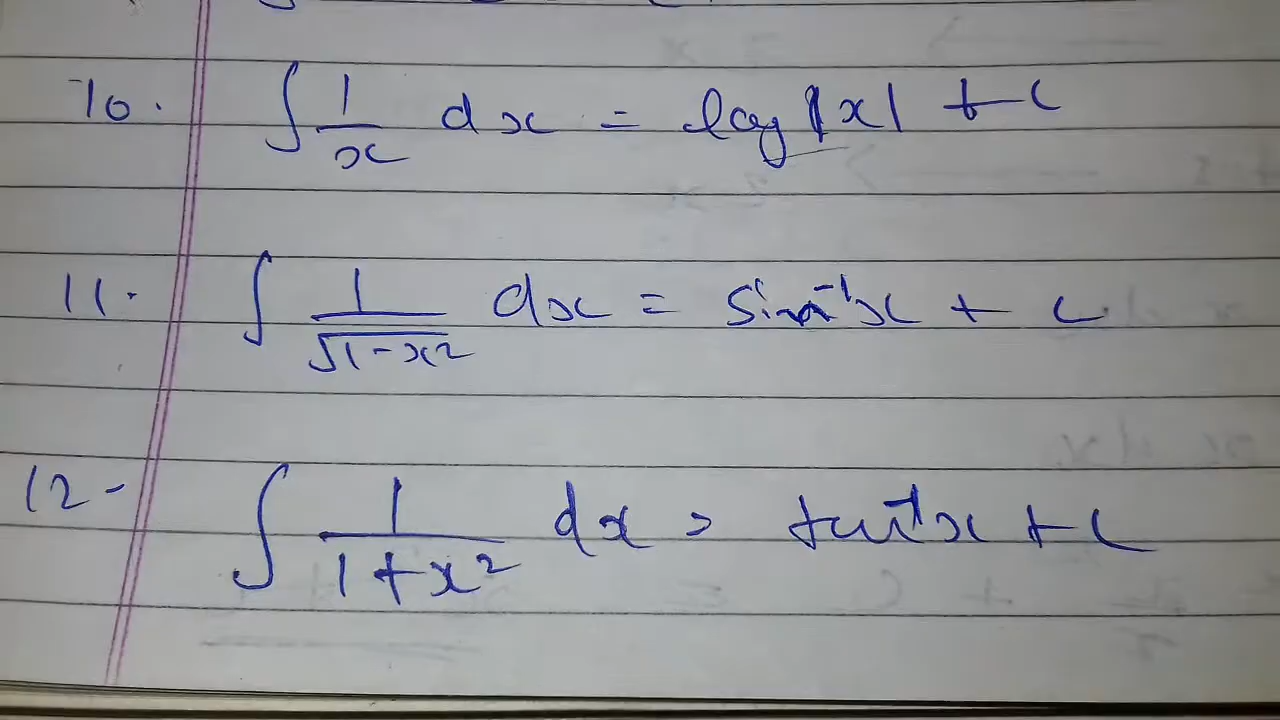 10. ∫ 1/x dx = log |x| + c
11. ∫ 1/√(1-x²) dx = sin⁻¹x + c
12- ∫ 1/(1+x²) dx = tan⁻¹x + c